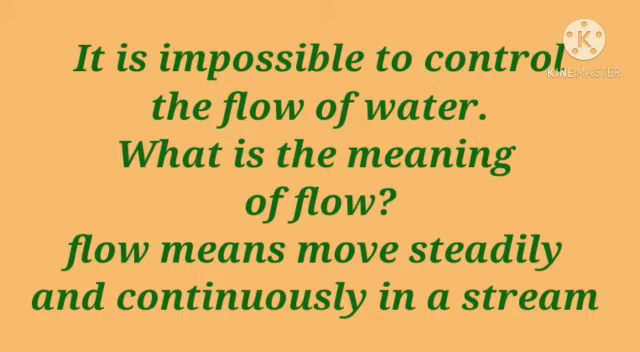 It is impossible to control
the flow of water.
What is the meaning
of flow?
flow means move steadily
and continuously in a stream
K
KINEMASTER